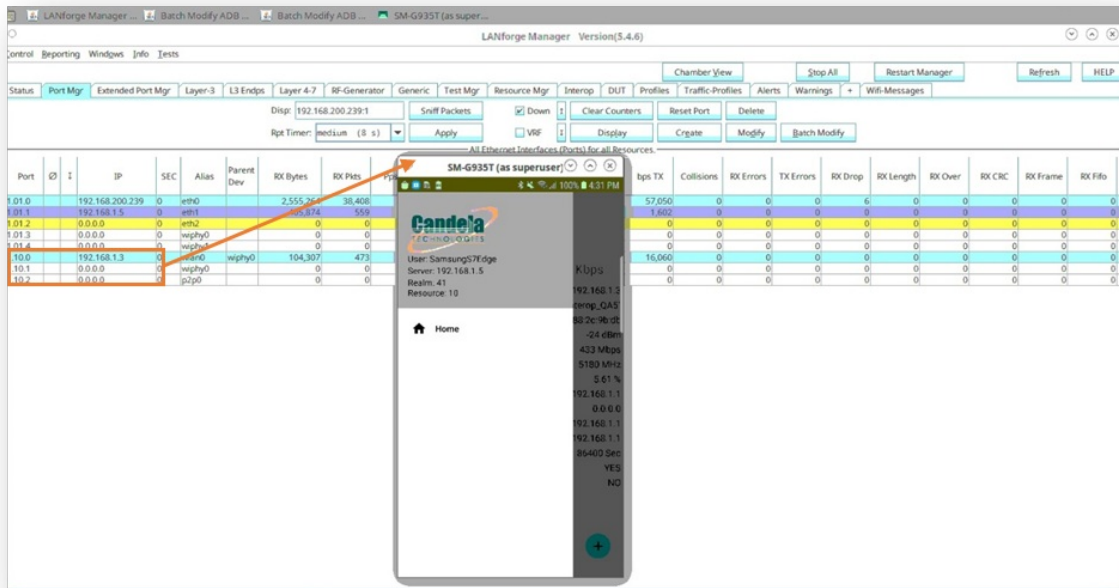 LANforge Manager ... Batch Modify ADB ... Batch Modify ADB ... SM-G935T (as super...
LANforge Manager Version(5.4.6)
Control Reporting Windows Info Tests
Chamber View Stop All Restart Manager Refresh HELP
Status Port Mgr Extended Port Mgr Layer-3 L3 Endps Layer 4-7 RF-Generator Generic Test Mgr Resource Mgr Interop DUT Profiles Traffic-Profiles Alerts Warnings + Wifi-Messages
Disp: 192.168.200.239:1 Sniff Packets Down Clear Counters Reset Port Delete
Rpt Timer: medium (8 s) Apply VRF Display Create Modify Batch Modify
All Ethernet Interfaces (Ports) for all Resources.
Port IP SEC Alias Parent Dev RX Bytes RX Pkts bps TX Collisions RX Errors TX Errors RX Drop RX Length RX Over RX CRC RX Frame RX Fifo
1.01.0 192.168.200.239 0 eth0 38,408 57,050 0 0 0 6 0 0 0 0 0
1.01.1 192.168.1.5 0 eth1 559 1,602 0 0 0 0 0 0 0 0 0
1.01.2 0.0.0.0 0 eth2 0 0 0 0 0 0 0 0 0 0 0 0
1.01.3 0.0.0.0 0 wiphy0 0 0 0 0 0 0 0 0 0 0 0 0
1.01.4 0.0.0.0 0 0 0 0 0 0 0 0 0 0 0 0 0
.10.0 192.168.1.3 wiphy0 104,307 473 16,060 0 0 0 0 0 0 0 0 0
.10.1 0.0.0.0 wiphy0 0 0 0 0 0 0 0 0 0 0 0 0
.10.2 0.0.0.0 p2p0 0 0 0 0 0 0 0 0 0 0 0 0
SM-G935T (as superuser)
100% 4:31 PM
Candela
TECHNOLOGIES
User: SamsungS7Edge
Server: 192.168.1.5
Realm: 41
Resource: 10
Home
Kbps
192.168.1.3
-24 dBm
433 Mbps
5180 MHz
5.61 %
192.168.1.1
0.0.0.0
192.168.1.1
192.168.1.1
86400 Sec
YES
NO
+